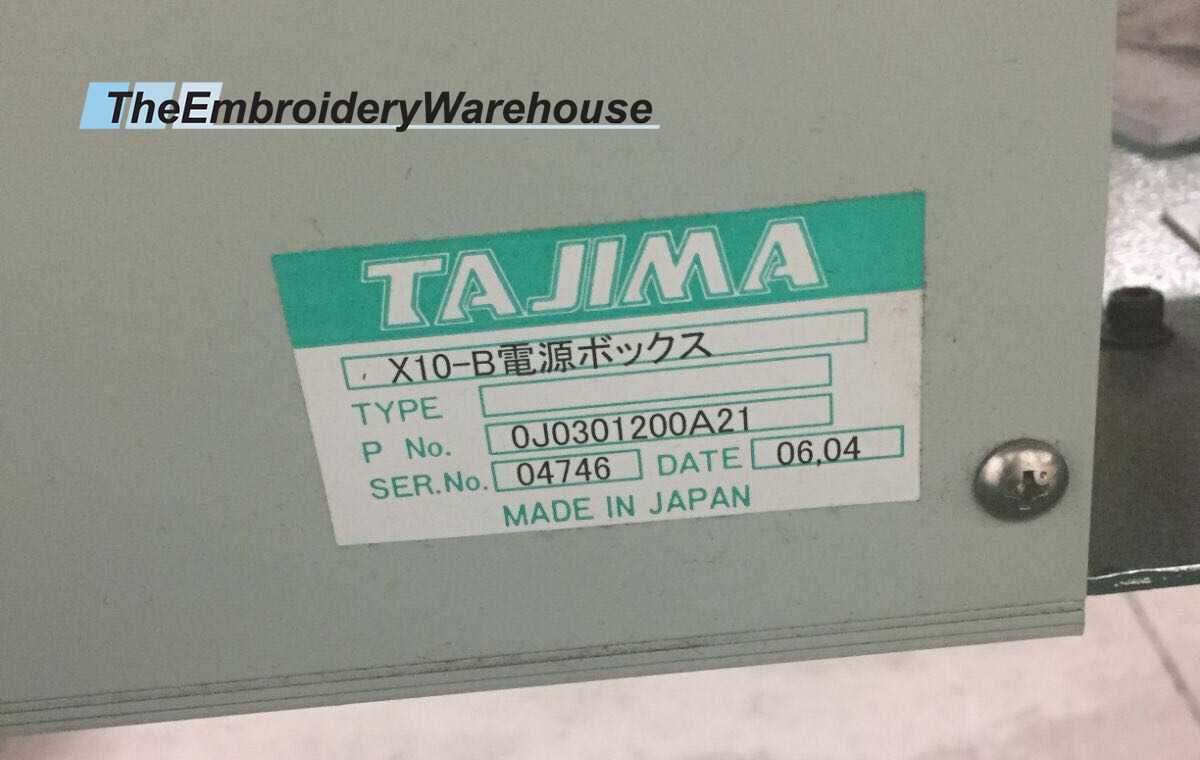 TheEmbroideryWarehouse
TAJIMA
X10-B電源ボックス
TYPE
P No. 0J0301200A21
SER.No. 04746 DATE 06,04
MADE IN JAPAN